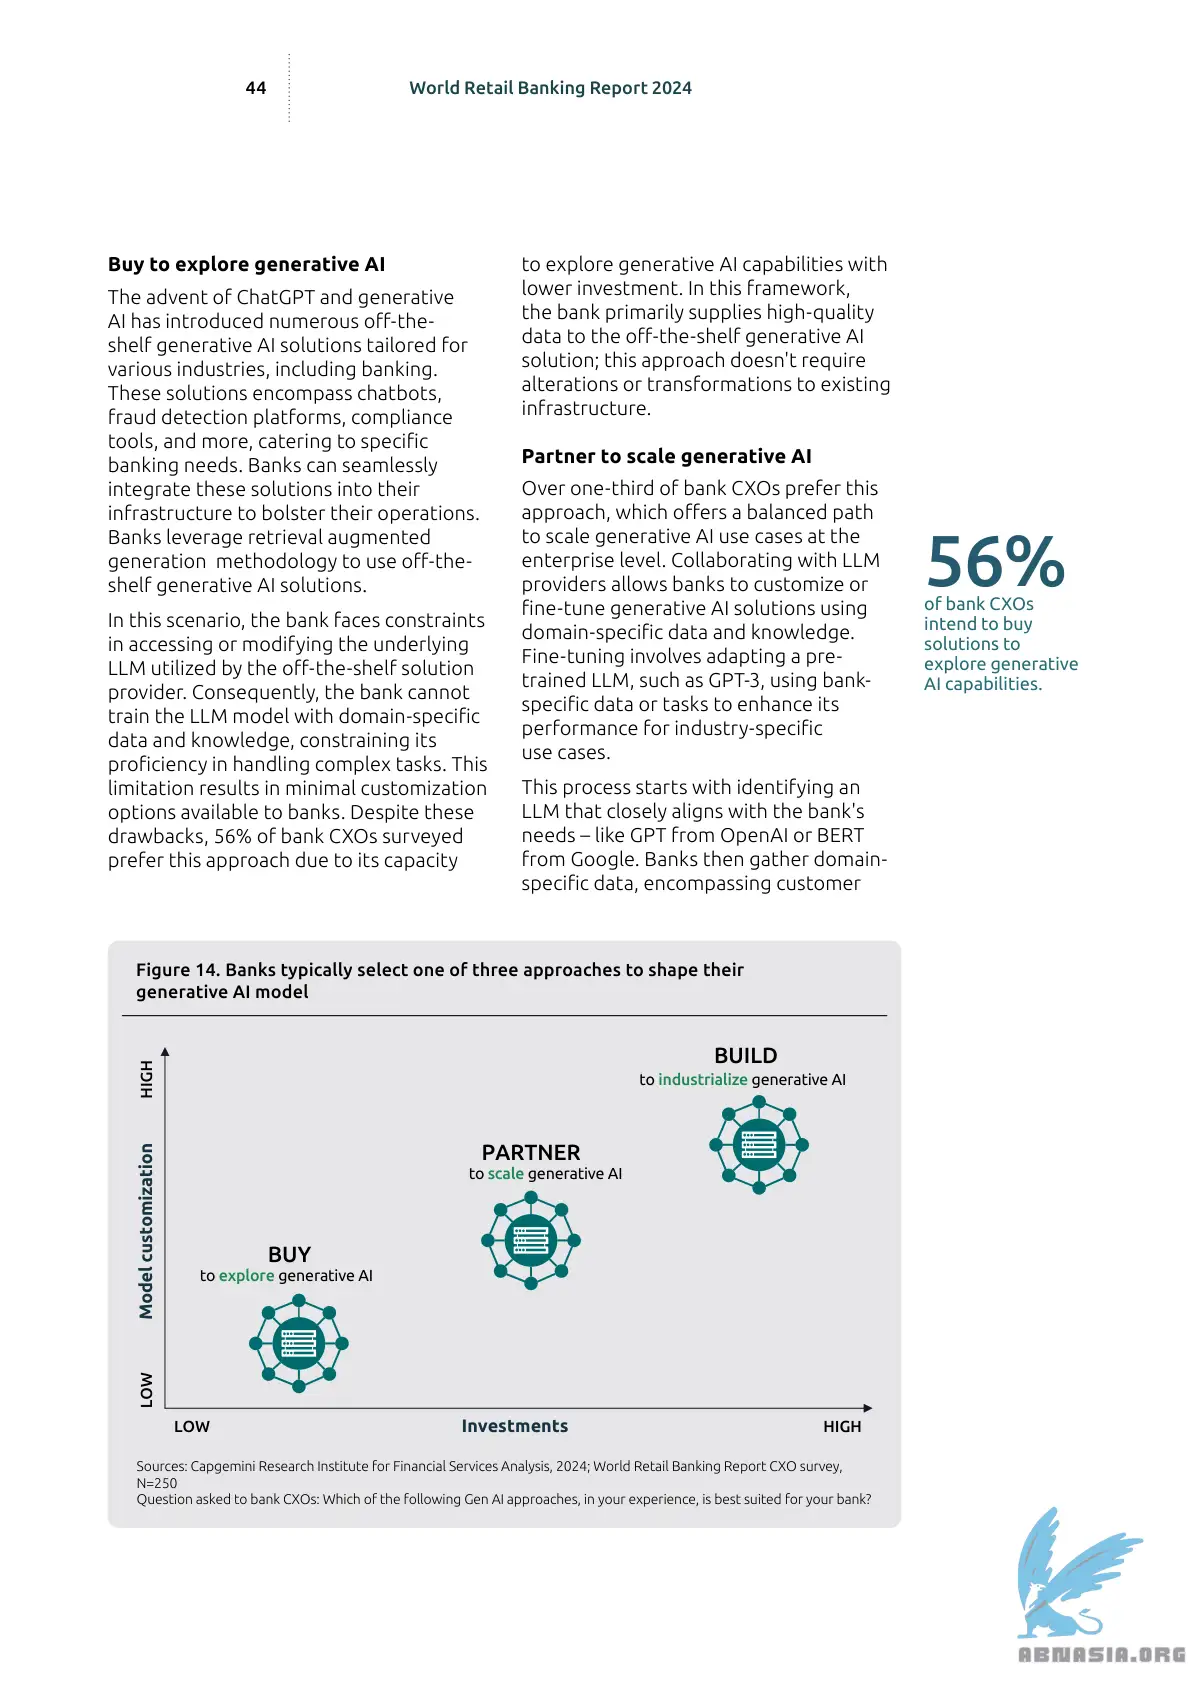 44
World Retail Banking Report 2024
Buy to explore generative AI
The advent of ChatGPT and generative
AI has introduced numerous off-the-
shelf generative AI solutions tailored for
various industries, including banking.
These solutions encompass chatbots,
fraud detection platforms, compliance
tools, and more, catering to specific
banking needs. Banks can seamlessly
integrate these solutions into their
infrastructure to bolster their operations.
Banks leverage retrieval augmented
generation  methodology to use off-the-
shelf generative AI solutions.
In this scenario, the bank faces constraints
in accessing or modifying the underlying
LLM utilized by the off-the-shelf solution
provider. Consequently, the bank cannot
train the LLM model with domain-specific
data and knowledge, constraining its
proficiency in handling complex tasks. This
limitation results in minimal customization
options available to banks. Despite these
drawbacks, 56% of bank CXOs surveyed
prefer this approach due to its capacity
to explore generative AI capabilities with
lower investment. In this framework,
the bank primarily supplies high-quality
data to the off-the-shelf generative AI
solution; this approach doesn't require
alterations or transformations to existing
infrastructure.
Partner to scale generative AI
Over one-third of bank CXOs prefer this
approach, which offers a balanced path
to scale generative AI use cases at the
enterprise level. Collaborating with LLM
providers allows banks to customize or
fine-tune generative AI solutions using
domain-specific data and knowledge.
Fine-tuning involves adapting a pre-
trained LLM, such as GPT-3, using bank-
specific data or tasks to enhance its
performance for industry-specific
use cases.
This process starts with identifying an
LLM that closely aligns with the bank's
needs – like GPT from OpenAI or BERT
from Google. Banks then gather domain-
specific data, encompassing customer
56%
of bank CXOs
intend to buy
solutions to
explore generative
AI capabilities.
Figure 14. Banks typically select one of three approaches to shape their
generative AI model
HIGH
Model customization
LOW
BUILD
to industrialize generative AI
PARTNER
to scale generative AI
BUY
to explore generative AI
LOW
Investments
HIGH
Sources: Capgemini Research Institute for Financial Services Analysis, 2024; World Retail Banking Report CXO survey,
N=250
Question asked to bank CXOs: Which of the following Gen AI approaches, in your experience, is best suited for your bank?
ABNASIA.ORG